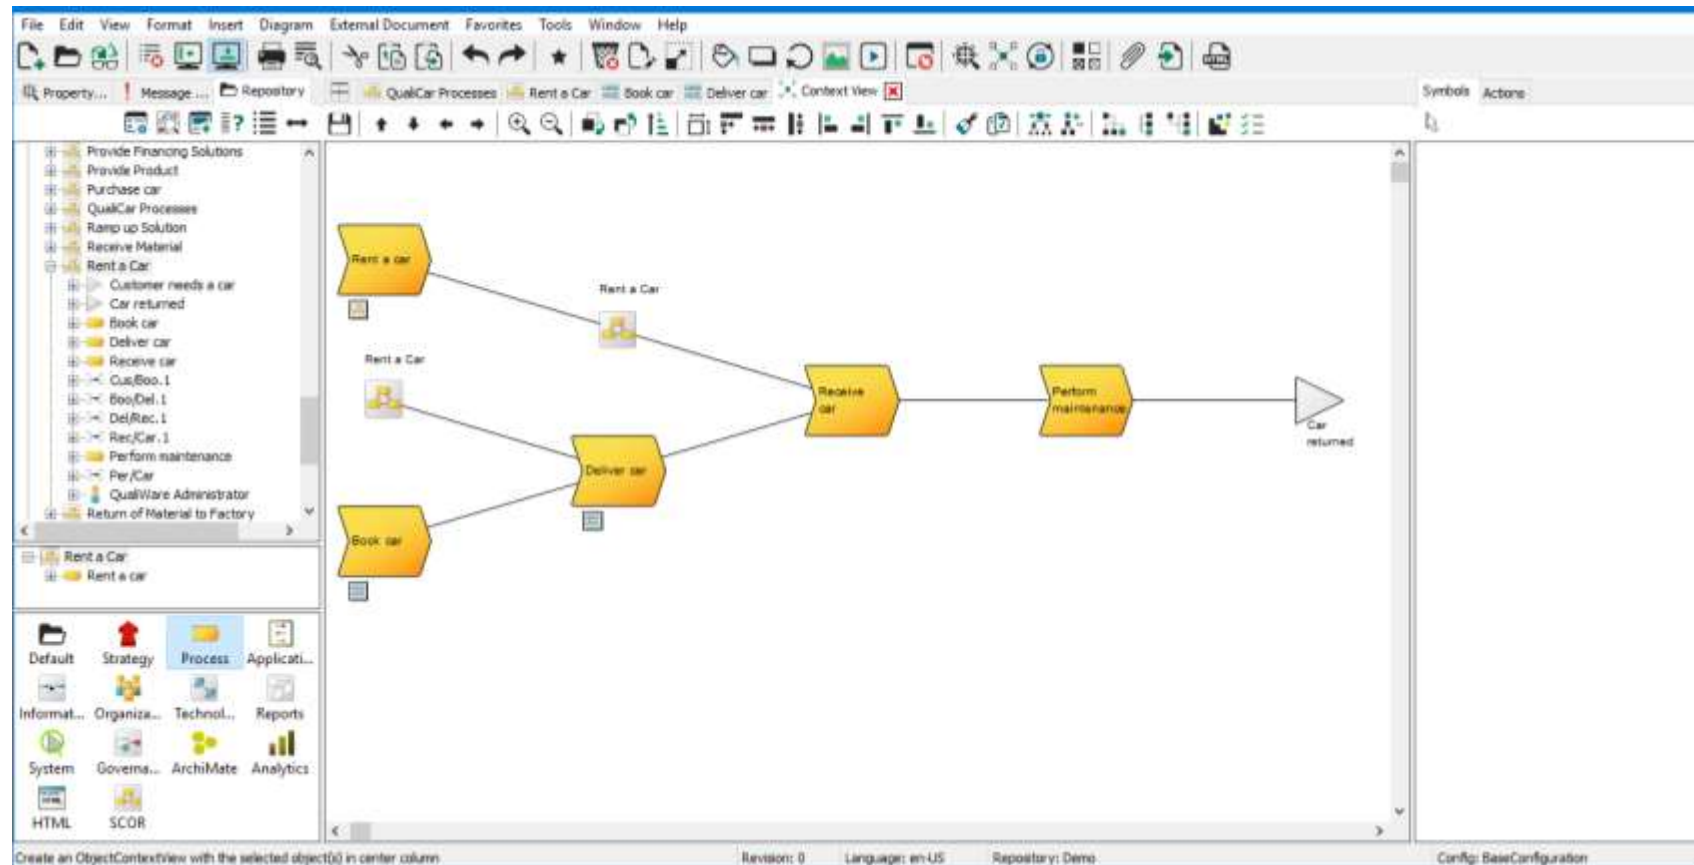 File Edit View Format Insert Diagram External Document Favorites Tools Window Help
Property... Message ... Repository QualiCar Processes Rent a Car Book car Deliver car Context View Symbols Actions
Provide Financing Solutions
Provide Product
Purchase car
QualiCar Processes
Ramp up Solution
Receive Material
Rent a Car
Customer needs a car
Car returned
Book car
Deliver car
Receive car
Cus/Boo.1
Boo/Del.1
Del/Rec.1
Rec/Car.1
Perform maintenance
Per/Car
QualiWare Administrator
Return of Material to Factory
Rent a Car
Rent a car
Default Strategy Process Applicati...
Informat... Organiza... Technol... Reports
System Governa... ArchiMate Analytics
HTML SCOR
Rent a car
Rent a Car
Rent a Car
Receive
car
Perform
maintenance
Car
returned
Deliver car
Book car
Create an ObjectContextView with the selected object(s) in center column Revision: 0 Language: en-US Repository: Demo Config: BaseConfiguration